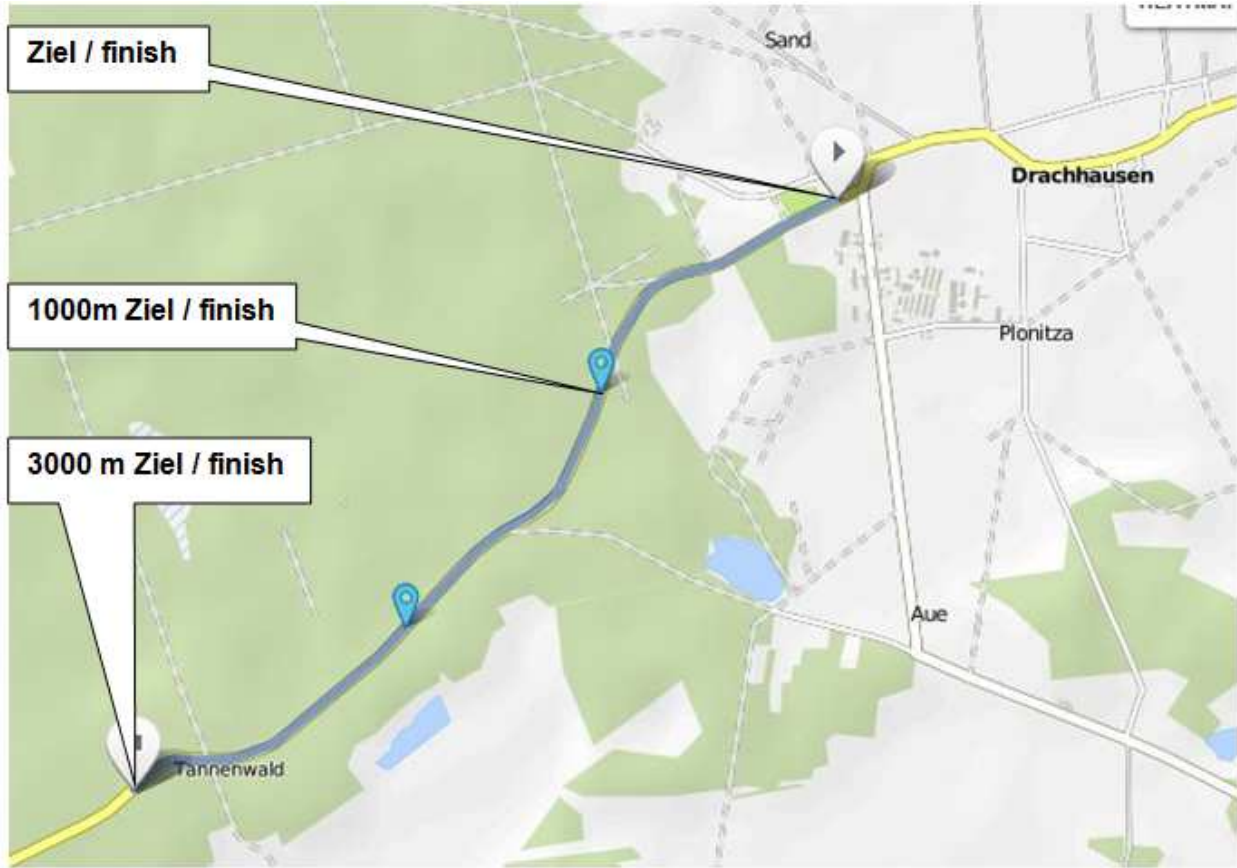 Ziel / finish
Sand
Drachhausen
1000m Ziel / finish
Plonitza
3000 m Ziel / finish
Aue
Tannenwald